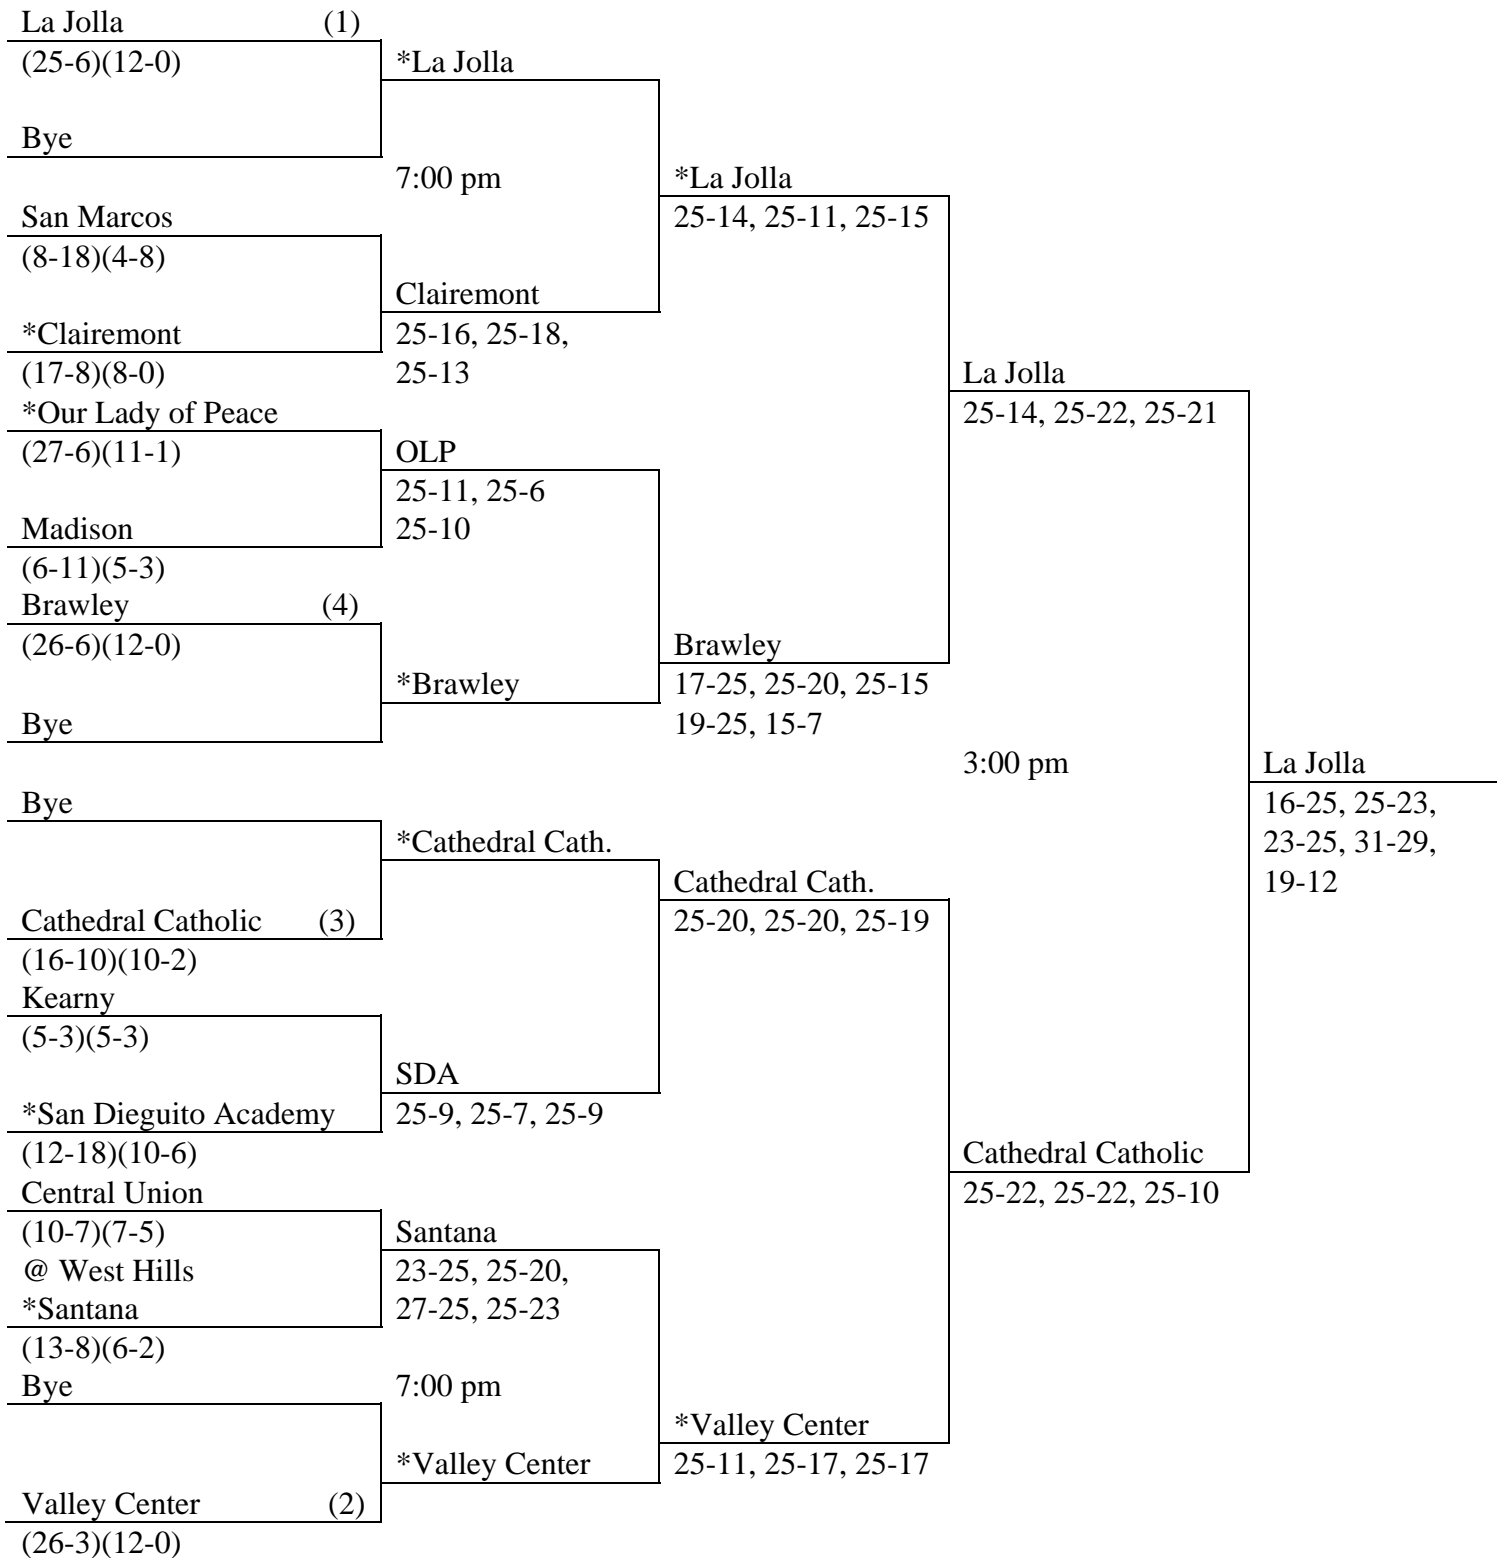 La Jolla (1)
(25-6)(12-0)
Bye
San Marcos
(8-18)(4-8)
*Clairemont
(17-8)(8-0)
*Our Lady of Peace
(27-6)(11-1)
Madison
(6-11)(5-3)
Brawley (4)
(26-6)(12-0)
Bye
Bye
Cathedral Catholic (3)
(16-10)(10-2)
Kearny
(5-3)(5-3)
*San Dieguito Academy
(12-18)(10-6)
Central Union
(10-7)(7-5)
@ West Hills
*Santana
(13-8)(6-2)
Bye
Valley Center (2)
(26-3)(12-0)
*La Jolla
7:00 pm
Clairemont
25-16, 25-18,
25-13
OLP
25-11, 25-6
25-10
*Brawley
*Cathedral Cath.
SDA
25-9, 25-7, 25-9
Santana
23-25, 25-20,
27-25, 25-23
7:00 pm
*Valley Center
*La Jolla
25-14, 25-11, 25-15
Brawley
17-25, 25-20, 25-15
19-25, 15-7
Cathedral Cath.
25-20, 25-20, 25-19
*Valley Center
25-11, 25-17, 25-17
La Jolla
25-14, 25-22, 25-21
3:00 pm
Cathedral Catholic
25-22, 25-22, 25-10
La Jolla
16-25, 25-23,
23-25, 31-29,
19-12